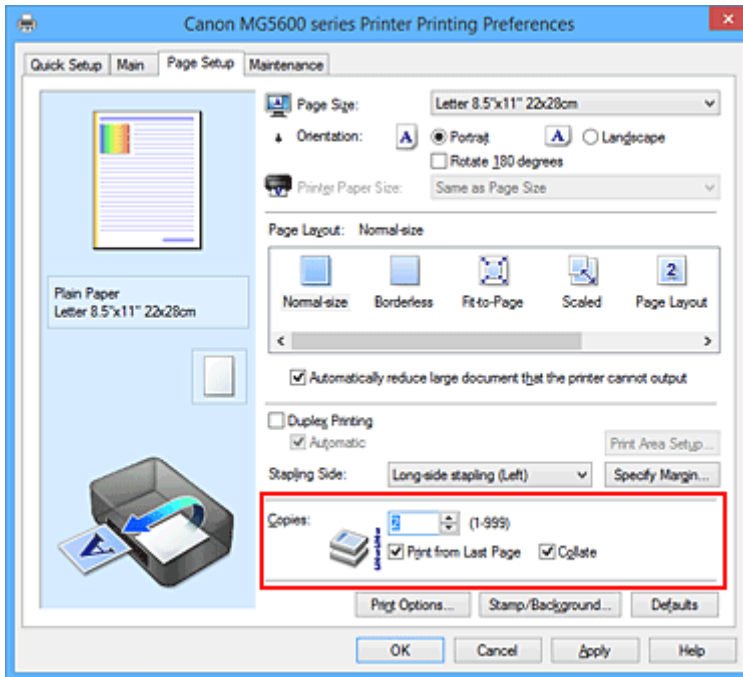 Canon MG5600 series Printer Printing Preferences
Quick Setup Main Page Setup Maintenance
Page Size: Letter 8.5"x11" 22x28cm
Orientation: A Portrait A Landscape
Rotate 180 degrees
Printer Paper Size: Same as Page Size
Page Layout: Normal-size
2
Normal-size Borderless Fit-to-Page Scaled Page Layout
Plain Paper
Letter 8.5"x11" 22x28cm
Automatically reduce large document that the printer cannot output
Duplex Printing
Automatic Print Area Setup...
Stapling Side: Long-side stapling (Left) Specify Margin...
Copies: 2 (1-999)
Print from Last Page Collate
A
Print Options... Stamp/Background... Defaults
OK Cancel Apply Help